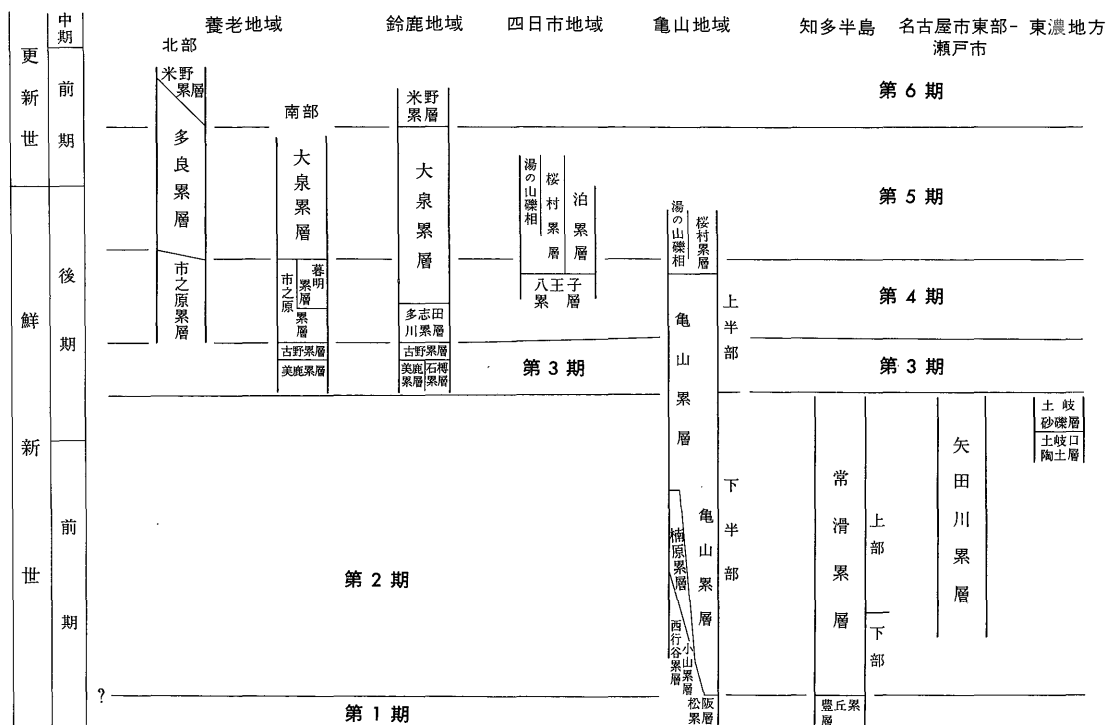 養老地域
鈴鹿地域
四日市地域
亀山地域
知多半島
名古屋市東部-
瀬戸市
東濃地方
更新世
鮮新世
中期
前期
後期
前期
北部
米野
累層
多良累層
市之原累層
南部
大泉累層
暮明
累層
市之原
累層
古野累層
美鹿累層
米野
累層
大泉累層
多志田
川累層
古野累層
美鹿
累層
石榑
累層
湯の山礫相
桜村累層
泊累層
八王子
累層
湯の山礫相
桜村累層
亀山累層
上半部
下半部
楠原累層
亀山累層
西行谷累層
小山累層
松阪
累層
常滑累層
上部
下部
豊丘累
層
矢田川累層
土岐
砂礫層
土岐口
陶土層
第6期
第5期
第4期
第3期
第3期
第2期
?
第1期